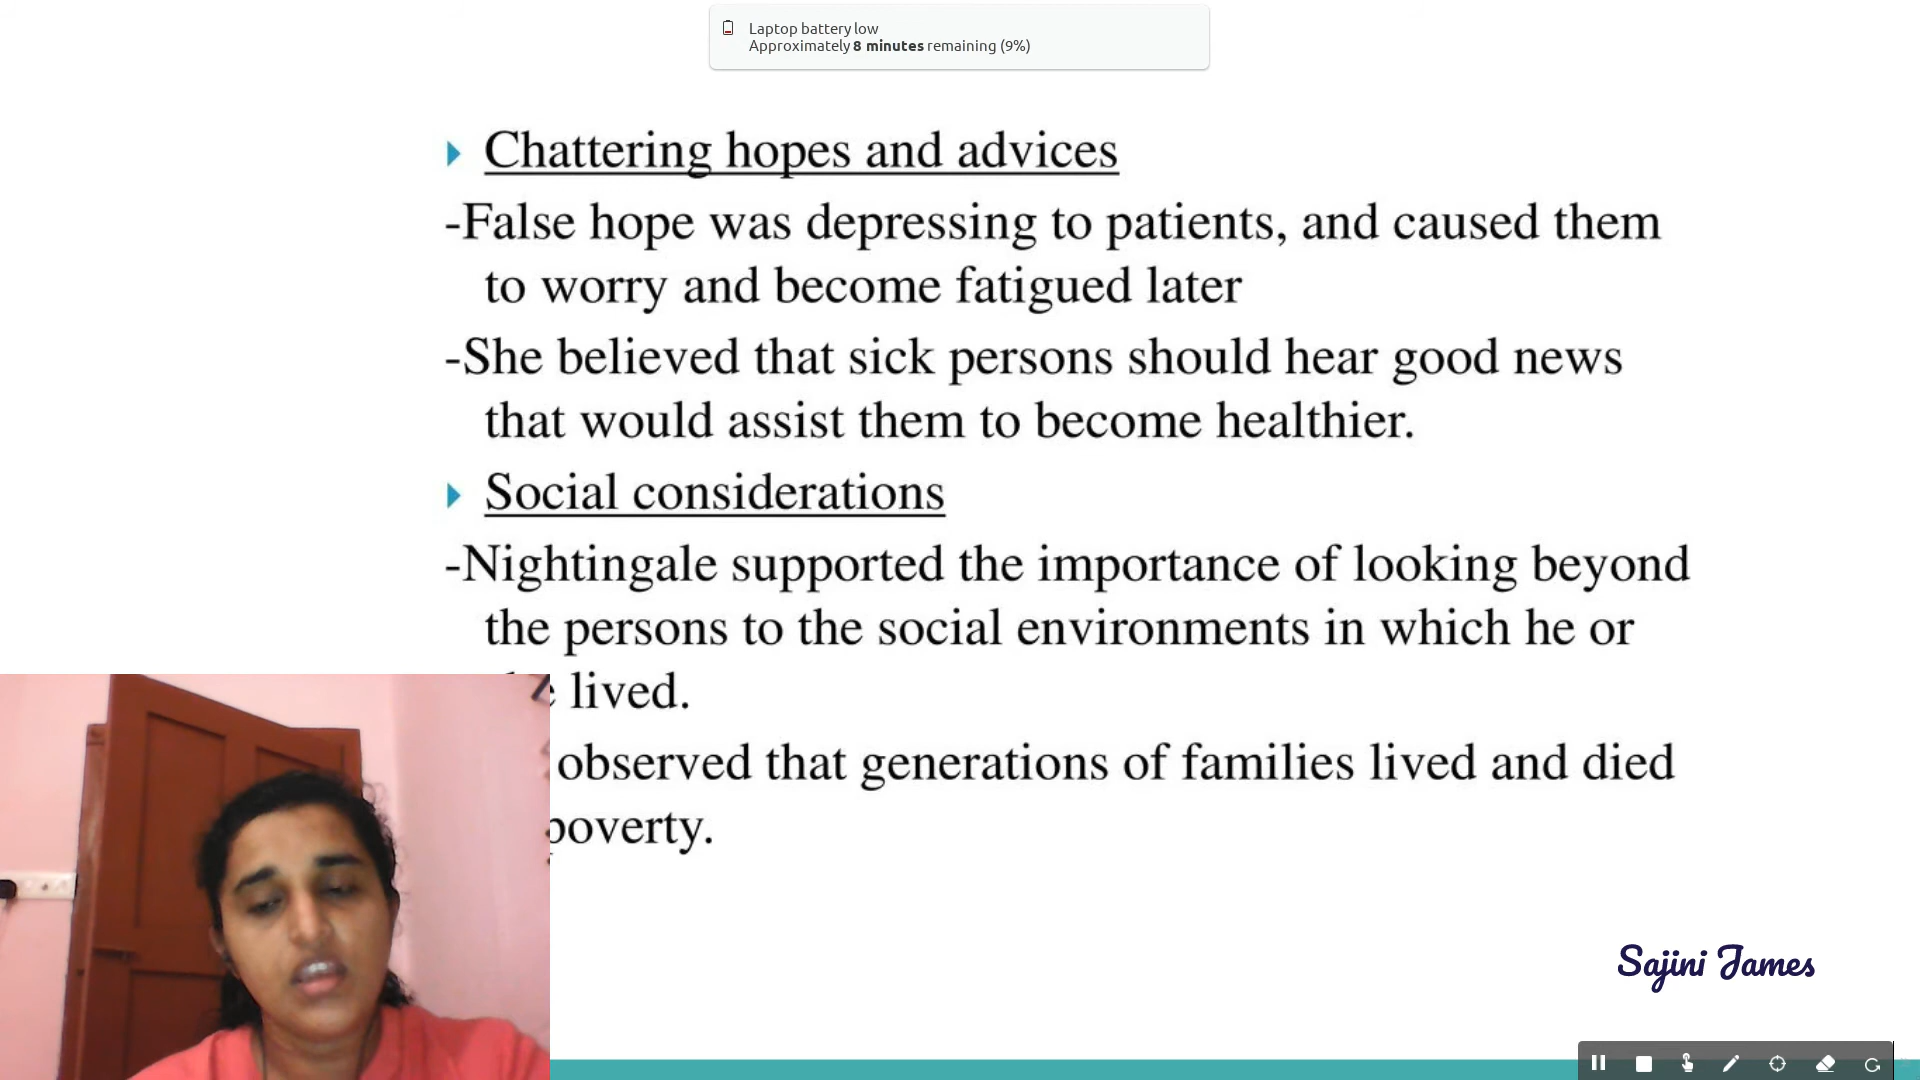 Laptop battery low
Approximately 8 minutes remaining (9%)
Chattering hopes and advices
-False hope was depressing to patients, and caused them
to worry and become fatigued later
-She believed that sick persons should hear good news
that would assist them to become healthier.
Social considerations
-Nightingale supported the importance of looking beyond
the persons to the social environments in which he or
lived.
observed that generations of families lived and died
poverty.
Sajini James